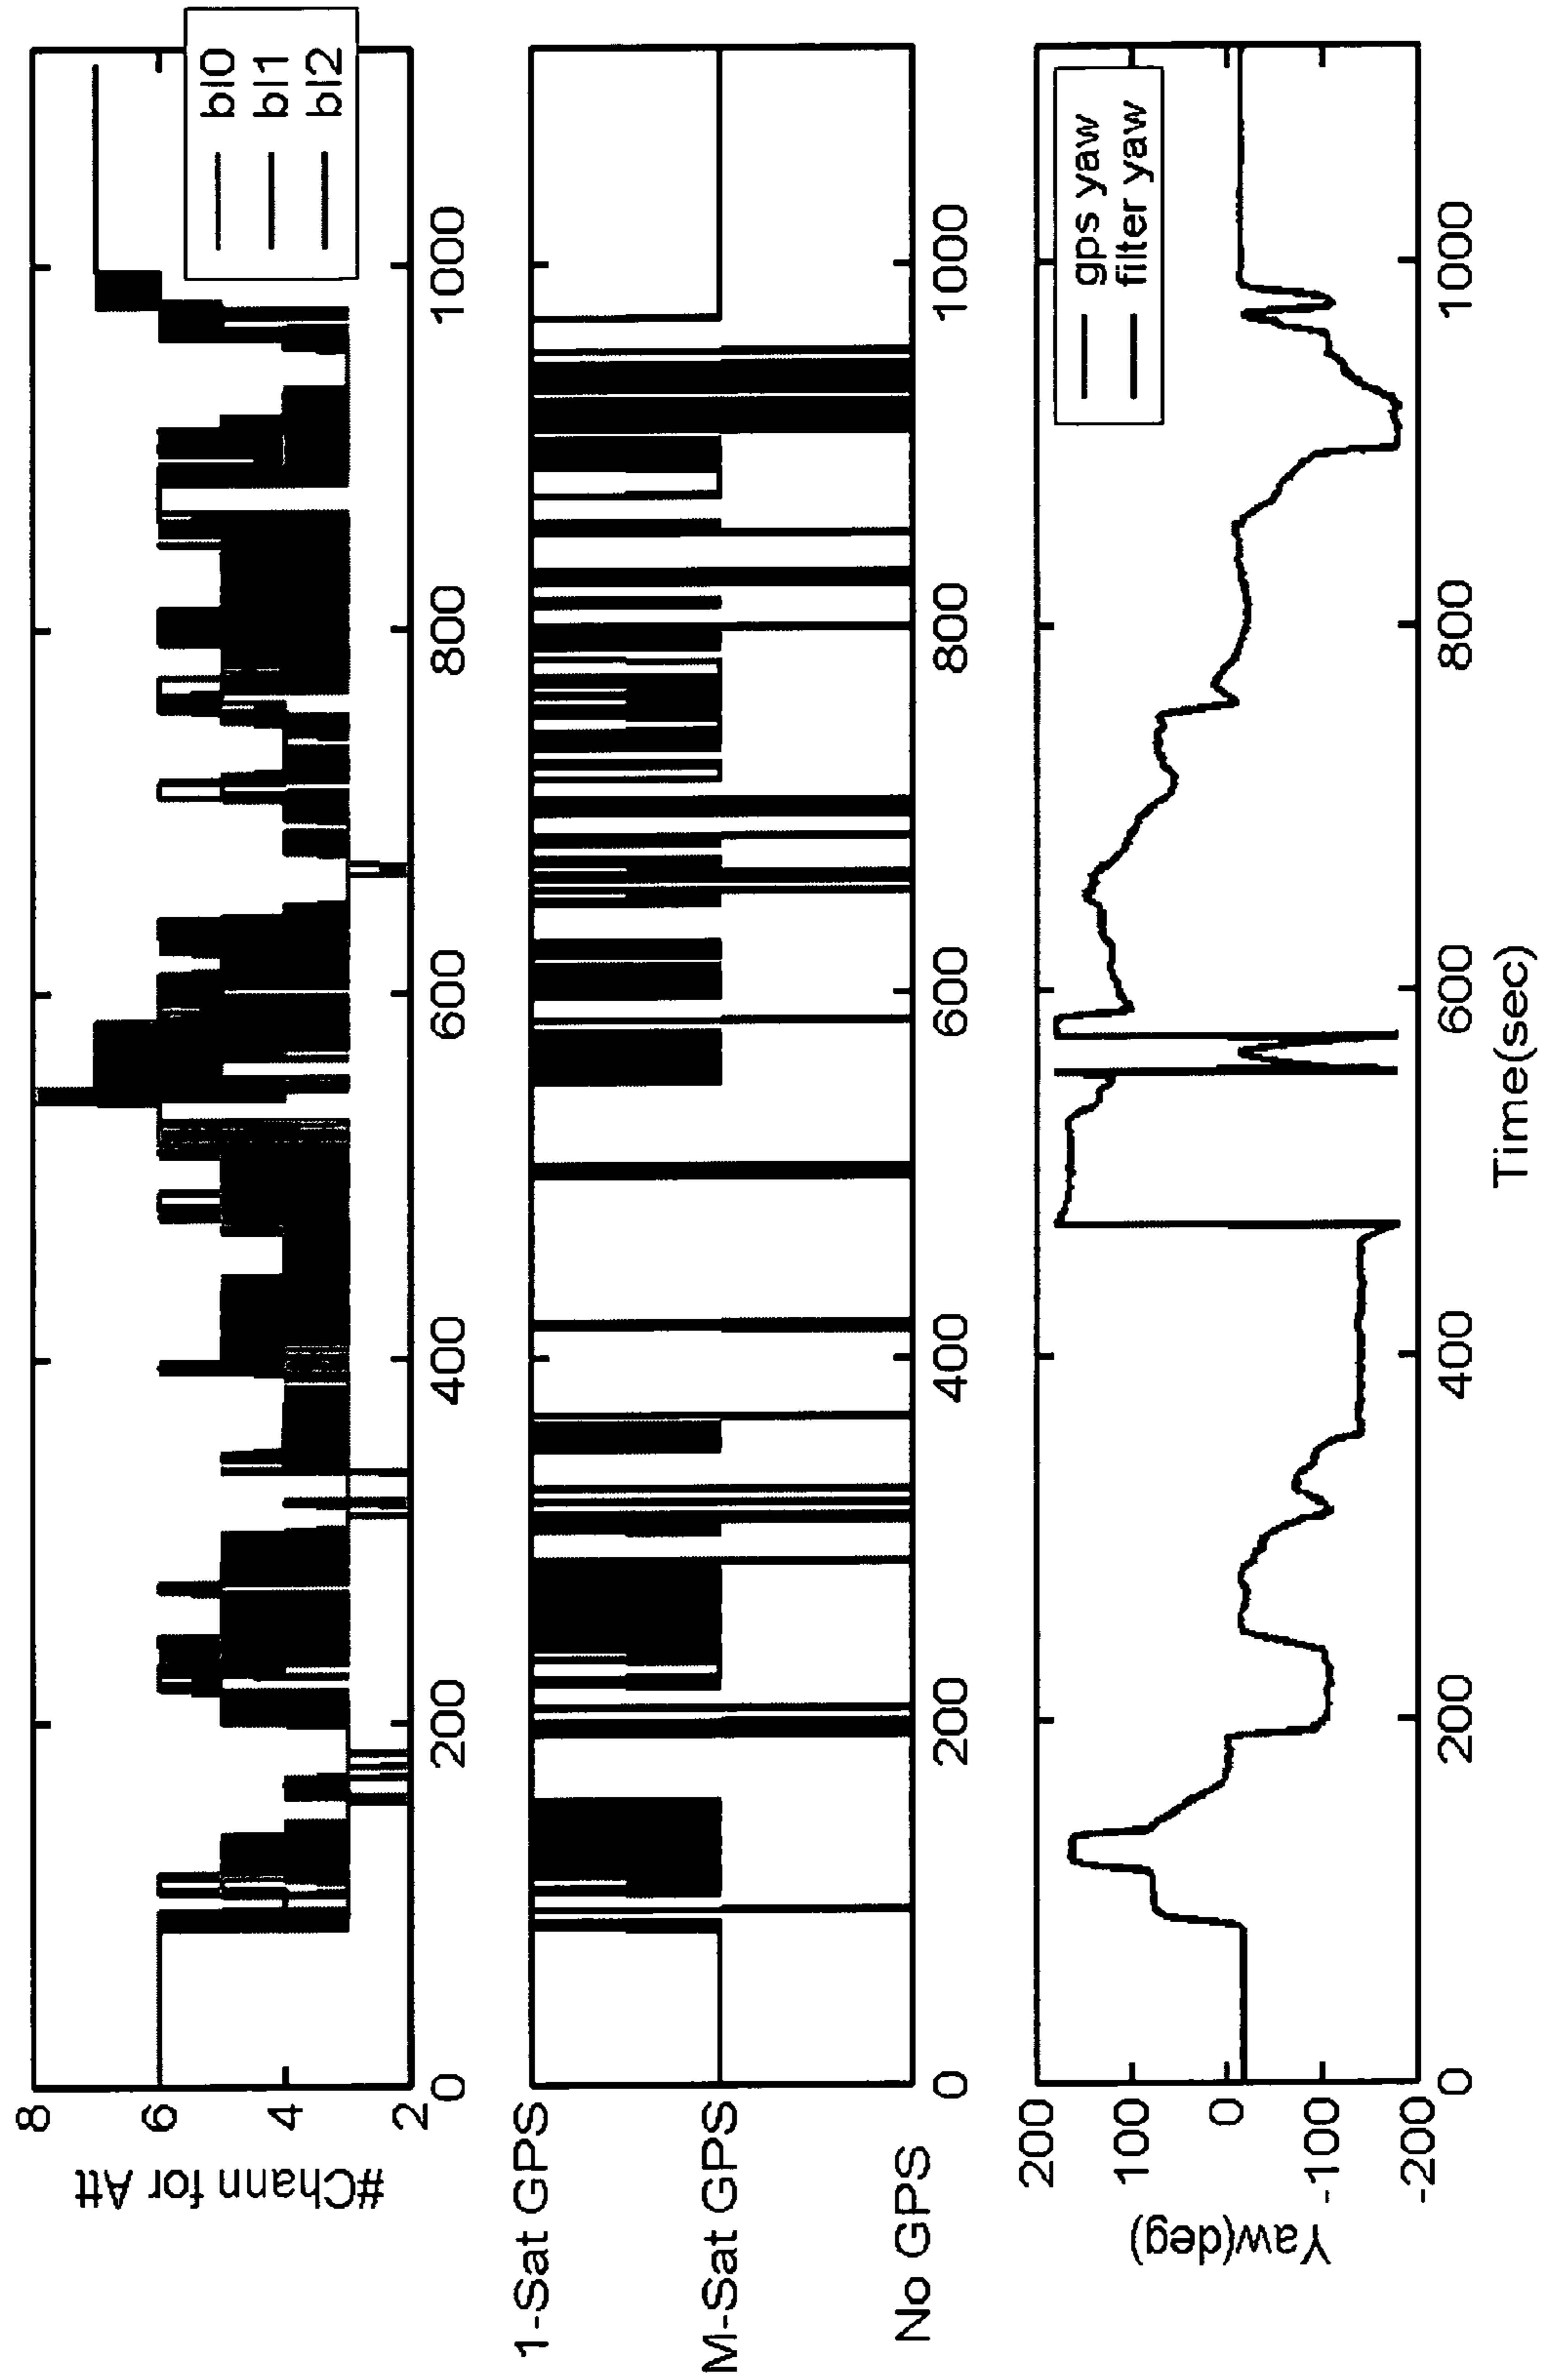 #Chann for Att
8
6
4
2
0
200
400
600
800
1000
bl0
bl1
bl2
1-Sat GPS
M-Sat GPS
No GPS
0
200
400
600
800
1000
Yaw(deg)
200
100
0
-100
-200
0
200
400
600
800
1000
gps yaw
filter yaw
Time(sec)